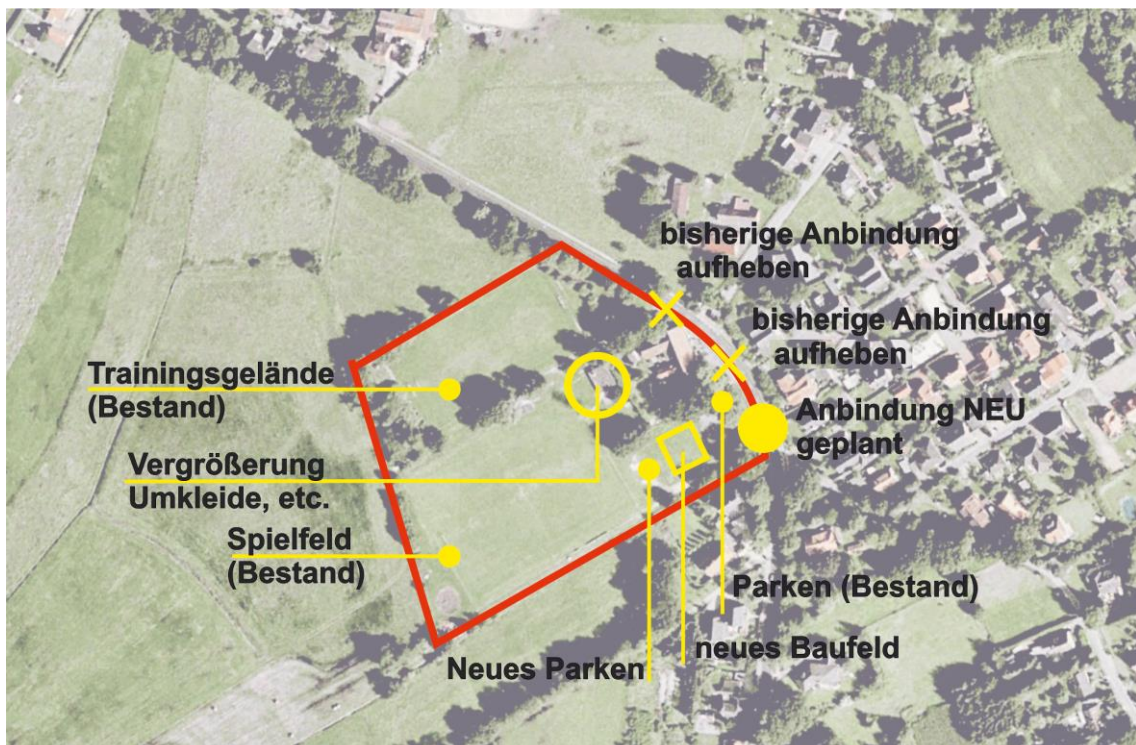 bisherige Anbindung
aufheben
bisherige Anbindung
aufheben
Trainingsgelände
(Bestand)
Anbindung NEU
geplant
Vergrößerung
Umkleide, etc.
Spielfeld
(Bestand)
Parken (Bestand)
neues Baufeld
Neues Parken